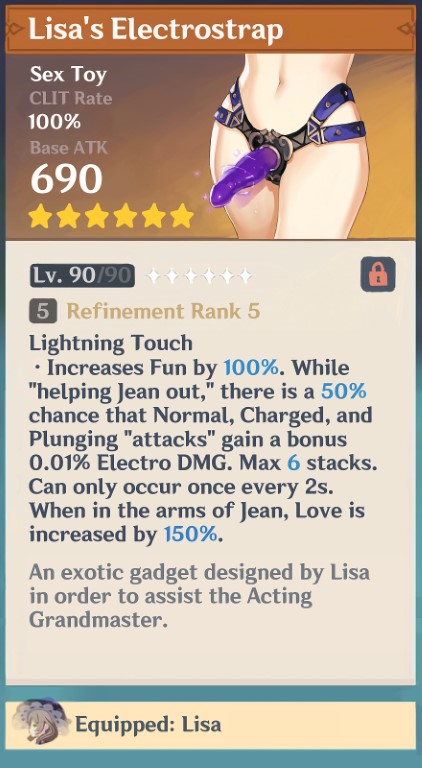 Lisa's Electrostrap
Sex Toy
CLIT Rate
100%
Base ATK
690
Lv. 90/90
5 Refinement Rank 5
Lightning Touch
· Increases Fun by 100%. While
"helping Jean out," there is a 50%
chance that Normal, Charged, and
Plunging "attacks" gain a bonus
0.01% Electro DMG. Max 6 stacks.
Can only occur once every 2s.
When in the arms of Jean, Love is
increased by 150%.
An exotic gadget designed by Lisa
in order to assist the Acting
Grandmaster.
Equipped: Lisa